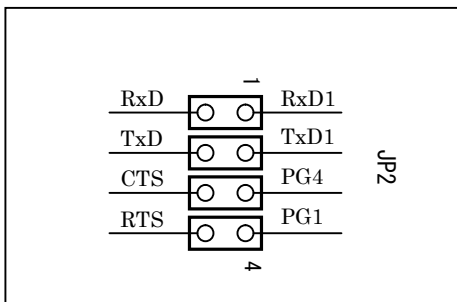 1
RxD RxD1
TxD TxD1
CTS PG4
RTS PG1
4
JP2